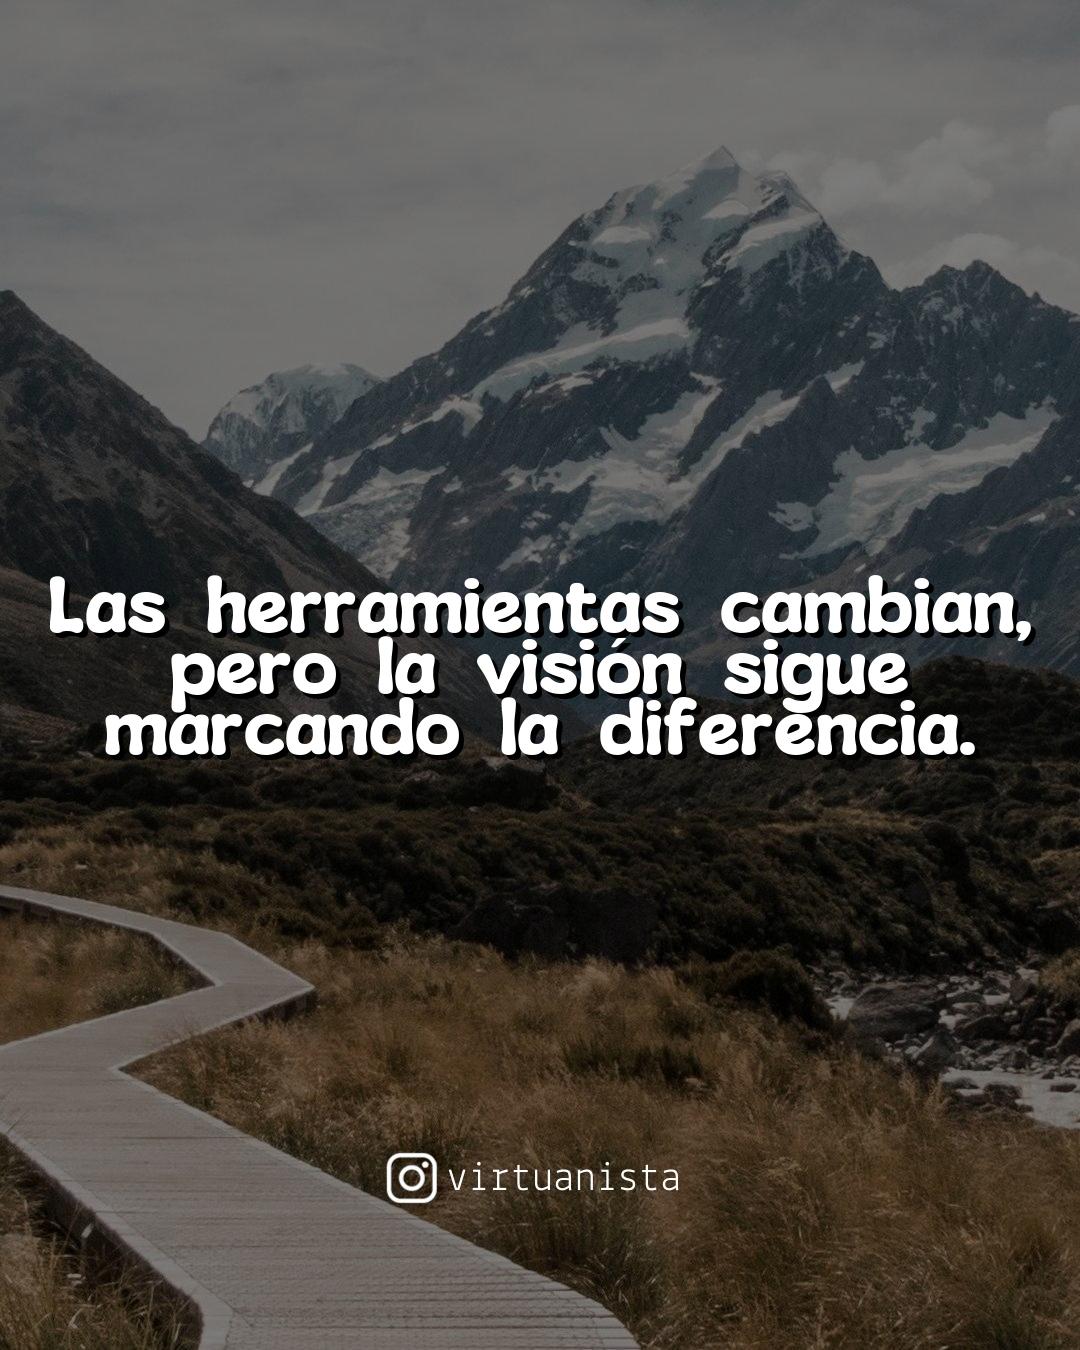 Las herramientas cambian,
pero la visión sigue
marcando la diferencia.
virtuanista